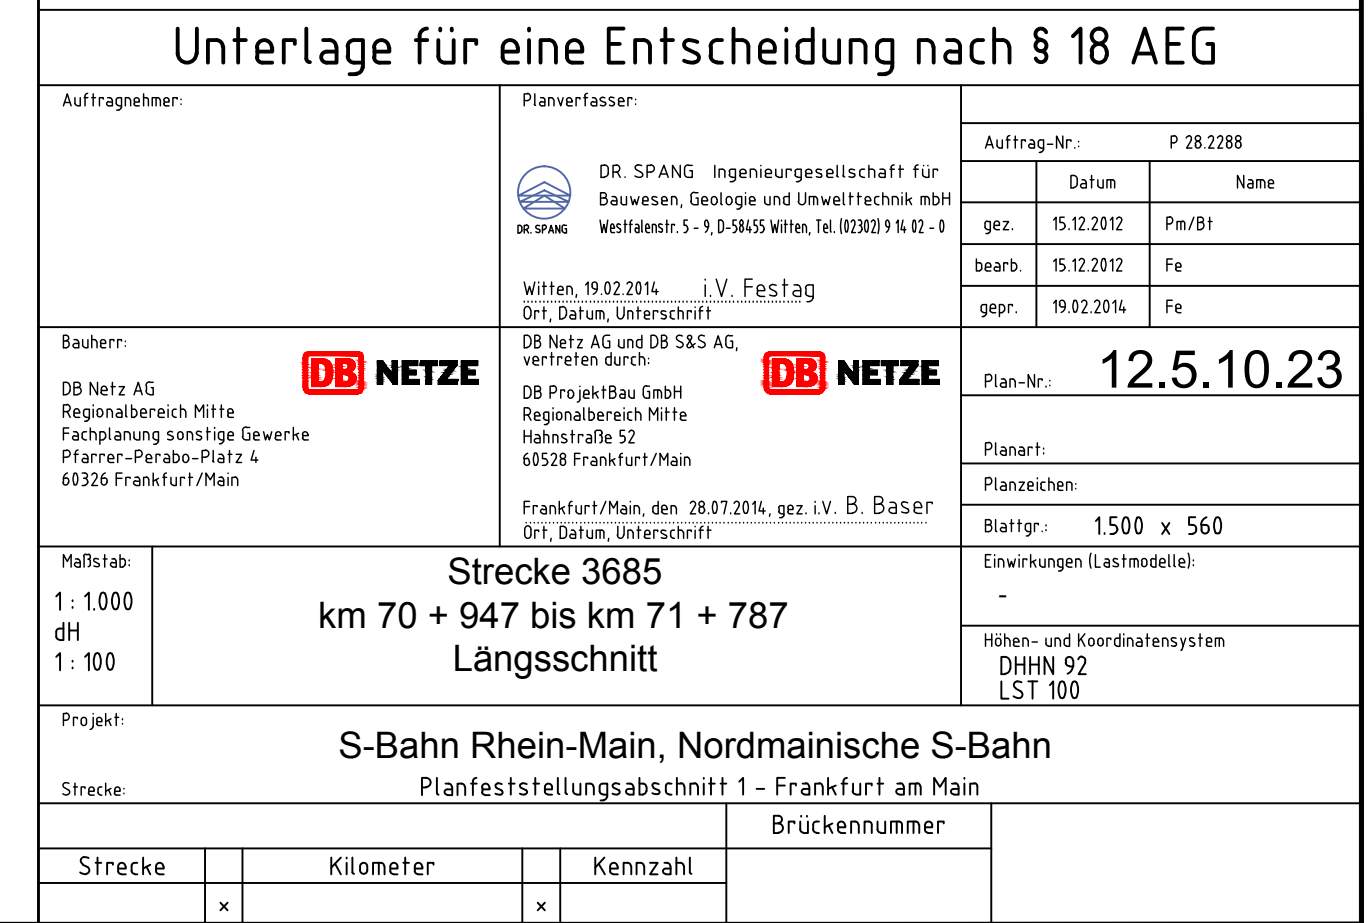 Unterlage für eine Entscheidung nach § 18 AEG
Auftragnehmer:
Planverfasser:
DR. SPANG Ingenieurgesellschaft für
Bauwesen, Geologie und Umwelttechnik mbH
DR. SPANG
Westfalenstr. 5 - 9, D-58455 Witten, Tel. (02302) 9 14 02 - 0
Witten, 19.02.2014 i.V. Festag
Ort, Datum, Unterschrift
Auftrag-Nr.: P 28.2288
Datum Name
gez. 15.12.2012 Pm/Bt
bearb. 15.12.2012 Fe
gepr. 19.02.2014 Fe
Bauherr:
DB NETZE
DB Netz AG
Regionalbereich Mitte
Fachplanung sonstige Gewerke
Pfarrer-Perabo-Platz 4
60326 Frankfurt/Main
DB Netz AG und DB S&S AG,
vertreten durch:
DB NETZE
DB ProjektBau GmbH
Regionalbereich Mitte
Hahnstraße 52
60528 Frankfurt/Main
Frankfurt/Main, den 28.07.2014, gez. i.V. B. Baser
Ort, Datum, Unterschrift
Plan-Nr.: 12.5.10.23
Planart:
Planzeichen:
Blattgr.: 1.500 x 560
Maßstab:
1 : 1.000
dH
1 : 100
Strecke 3685
km 70 + 947 bis km 71 + 787
Längsschnitt
Einwirkungen (Lastmodelle):
-
Höhen- und Koordinatensystem
DHHN 92
LST 100
Projekt:
S-Bahn Rhein-Main, Nordmainische S-Bahn
Strecke: Planfeststellungsabschnitt 1 - Frankfurt am Main
Brückennummer
Strecke Kilometer Kennzahl
x x